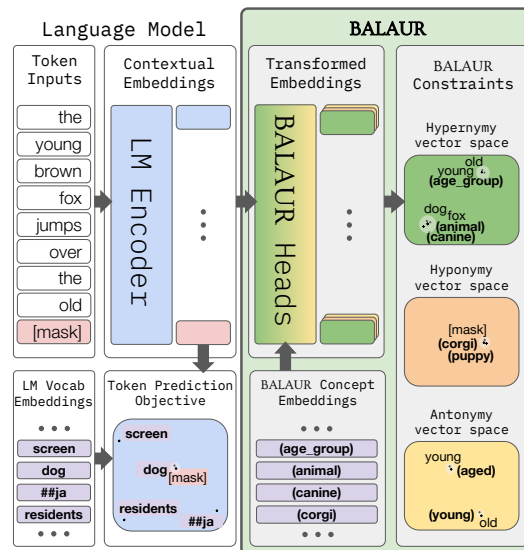 Language Model
BALAUR
Token
Inputs
the
young
brown
fox
jumps
over
the
old
[mask]
Contextual
Embeddings
LM Encoder
• • •
Transformed
Embeddings
BALAUR Heads
• • •
BALAUR
Constraints
Hypernymy
vector space
old
young
(age_group)
dog
fox
(animal)
(canine)
Hyponymy
vector space
[mask]
(corgi)
(puppy)
Antonymy
vector space
young
(aged)
(young)
old
LM Vocab
Embeddings
• • •
screen
dog
##ja
residents
• • •
Token Prediction
Objective
screen
dog
[mask]
residents
##ja
BALAUR Concept
Embeddings
• • •
(age_group)
(animal)
(canine)
(corgi)
• • •